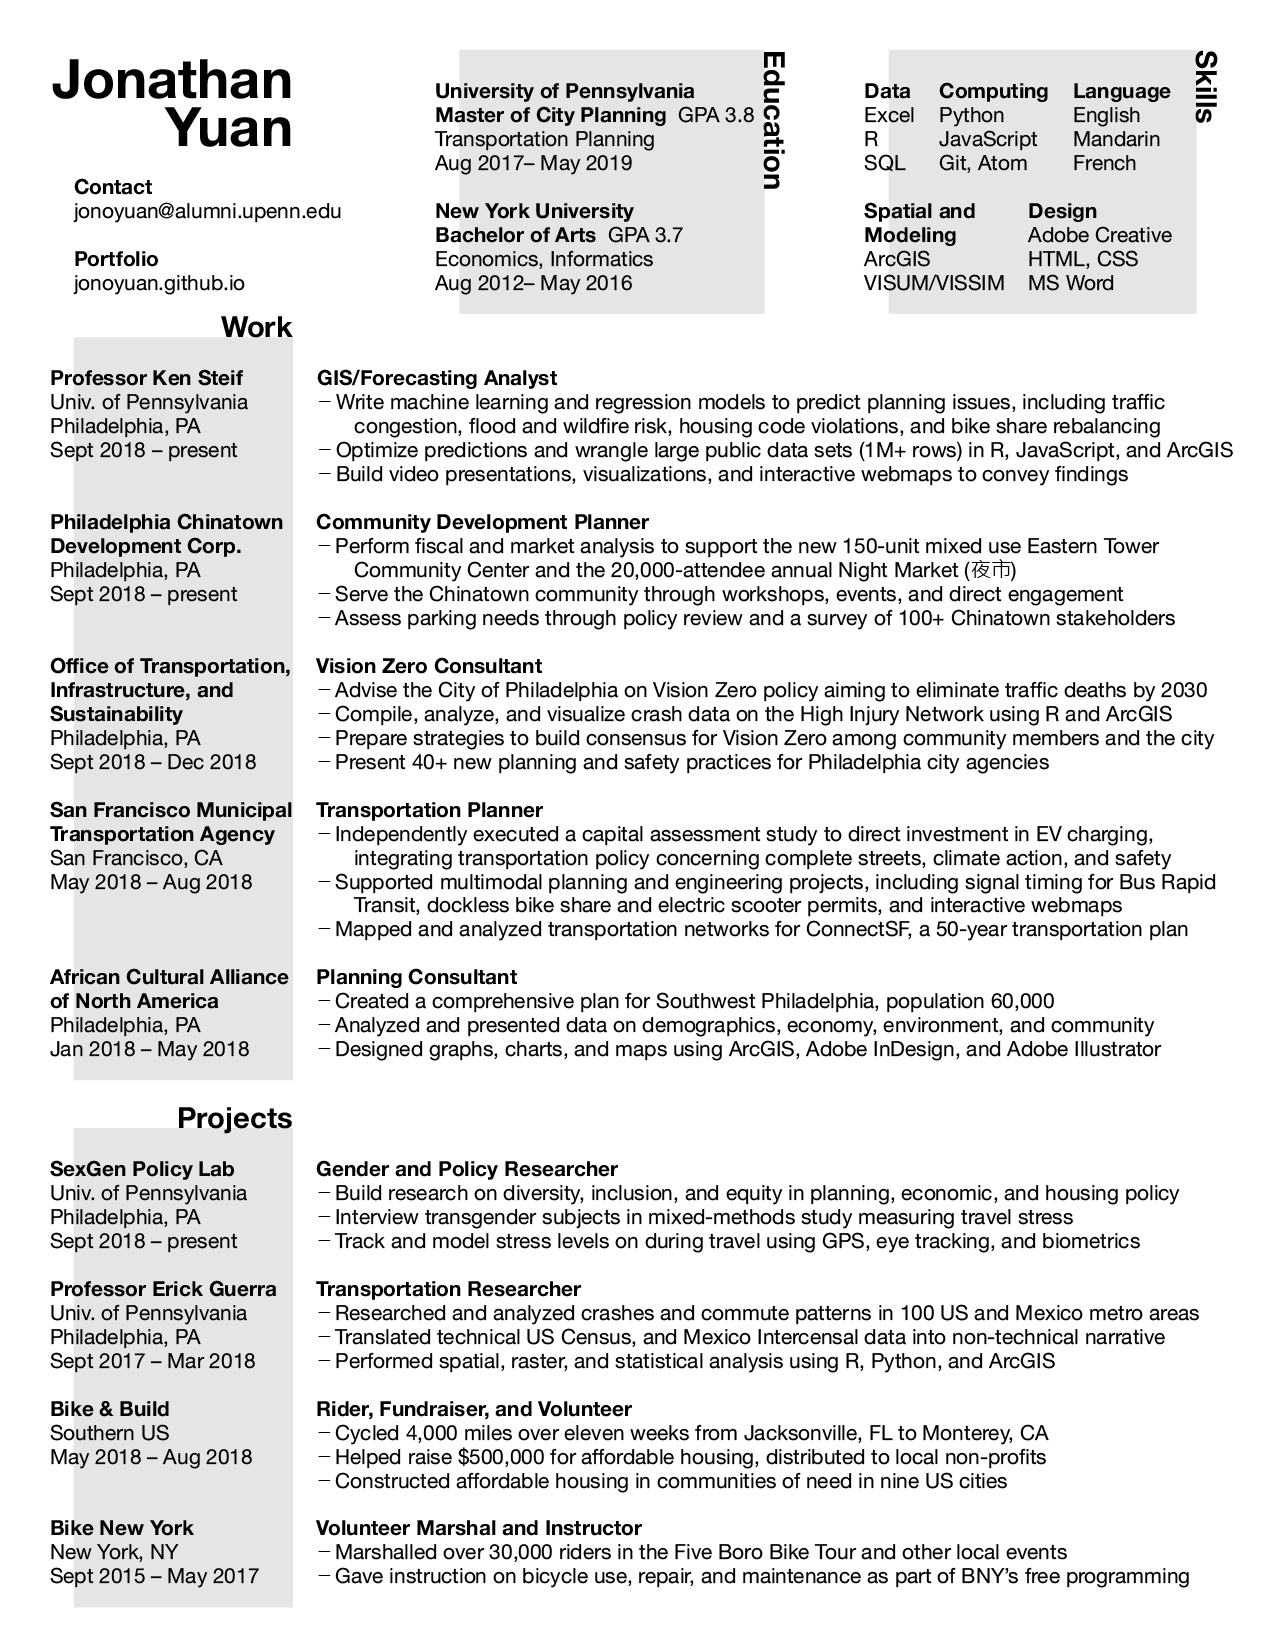 Jonathan
Yuan
Contact
jonoyuan@alumni.upenn.edu
Portfolio
jonoyuan.github.io
Education
University of Pennsylvania
Master of City Planning GPA 3.8
Transportation Planning
Aug 2017– May 2019
New York University
Bachelor of Arts GPA 3.7
Economics, Informatics
Aug 2012– May 2016
Skills
Data
Excel
R
SQL
Computing
Python
JavaScript
Git, Atom
Language
English
Mandarin
French
Spatial and
Modeling
ArcGIS
VISUM/VISSIM
Design
Adobe Creative
HTML, CSS
MS Word
Work
Professor Ken Steif
Univ. of Pennsylvania
Philadelphia, PA
Sept 2018 – present
GIS/Forecasting Analyst
– Write machine learning and regression models to predict planning issues, including traffic
congestion, flood and wildfire risk, housing code violations, and bike share rebalancing
– Optimize predictions and wrangle large public data sets (1M+ rows) in R, JavaScript, and ArcGIS
– Build video presentations, visualizations, and interactive webmaps to convey findings
Philadelphia Chinatown
Development Corp.
Philadelphia, PA
Sept 2018 – present
Community Development Planner
– Perform fiscal and market analysis to support the new 150-unit mixed use Eastern Tower
Community Center and the 20,000-attendee annual Night Market (夜市)
– Serve the Chinatown community through workshops, events, and direct engagement
– Assess parking needs through policy review and a survey of 100+ Chinatown stakeholders
Office of Transportation,
Infrastructure, and
Sustainability
Philadelphia, PA
Sept 2018 – Dec 2018
Vision Zero Consultant
– Advise the City of Philadelphia on Vision Zero policy aiming to eliminate traffic deaths by 2030
– Compile, analyze, and visualize crash data on the High Injury Network using R and ArcGIS
– Prepare strategies to build consensus for Vision Zero among community members and the city
– Present 40+ new planning and safety practices for Philadelphia city agencies
San Francisco Municipal
Transportation Agency
San Francisco, CA
May 2018 – Aug 2018
Transportation Planner
– Independently executed a capital assessment study to direct investment in EV charging,
integrating transportation policy concerning complete streets, climate action, and safety
– Supported multimodal planning and engineering projects, including signal timing for Bus Rapid
Transit, dockless bike share and electric scooter permits, and interactive webmaps
– Mapped and analyzed transportation networks for ConnectSF, a 50-year transportation plan
African Cultural Alliance
of North America
Philadelphia, PA
Jan 2018 – May 2018
Planning Consultant
– Created a comprehensive plan for Southwest Philadelphia, population 60,000
– Analyzed and presented data on demographics, economy, environment, and community
– Designed graphs, charts, and maps using ArcGIS, Adobe InDesign, and Adobe Illustrator
Projects
SexGen Policy Lab
Univ. of Pennsylvania
Philadelphia, PA
Sept 2018 – present
Gender and Policy Researcher
– Build research on diversity, inclusion, and equity in planning, economic, and housing policy
– Interview transgender subjects in mixed-methods study measuring travel stress
– Track and model stress levels on during travel using GPS, eye tracking, and biometrics
Professor Erick Guerra
Univ. of Pennsylvania
Philadelphia, PA
Sept 2017 – Mar 2018
Transportation Researcher
– Researched and analyzed crashes and commute patterns in 100 US and Mexico metro areas
– Translated technical US Census, and Mexico Intercensal data into non-technical narrative
– Performed spatial, raster, and statistical analysis using R, Python, and ArcGIS
Bike & Build
Southern US
May 2018 – Aug 2018
Rider, Fundraiser, and Volunteer
– Cycled 4,000 miles over eleven weeks from Jacksonville, FL to Monterey, CA
– Helped raise $500,000 for affordable housing, distributed to local non-profits
– Constructed affordable housing in communities of need in nine US cities
Bike New York
New York, NY
Sept 2015 – May 2017
Volunteer Marshal and Instructor
– Marshalled over 30,000 riders in the Five Boro Bike Tour and other local events
– Gave instruction on bicycle use, repair, and maintenance as part of BNY's free programming